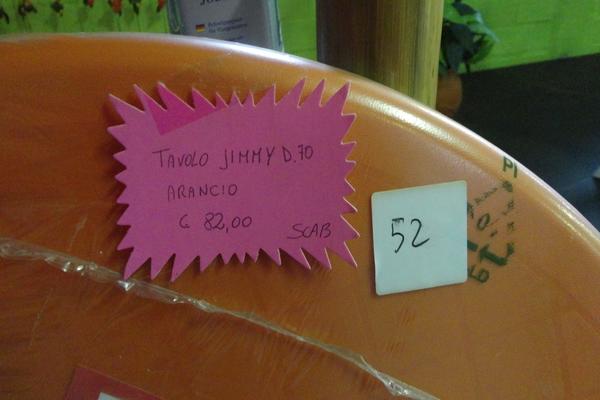 TAVOLO JIMMY D.70
ARANCIO
€ 82,00
SCAB
52